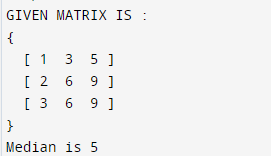 GIVEN MATRIX IS :
{
[ 1 3 5 ]
[ 2 6 9 ]
[ 3 6 9 ]
}
Median is 5